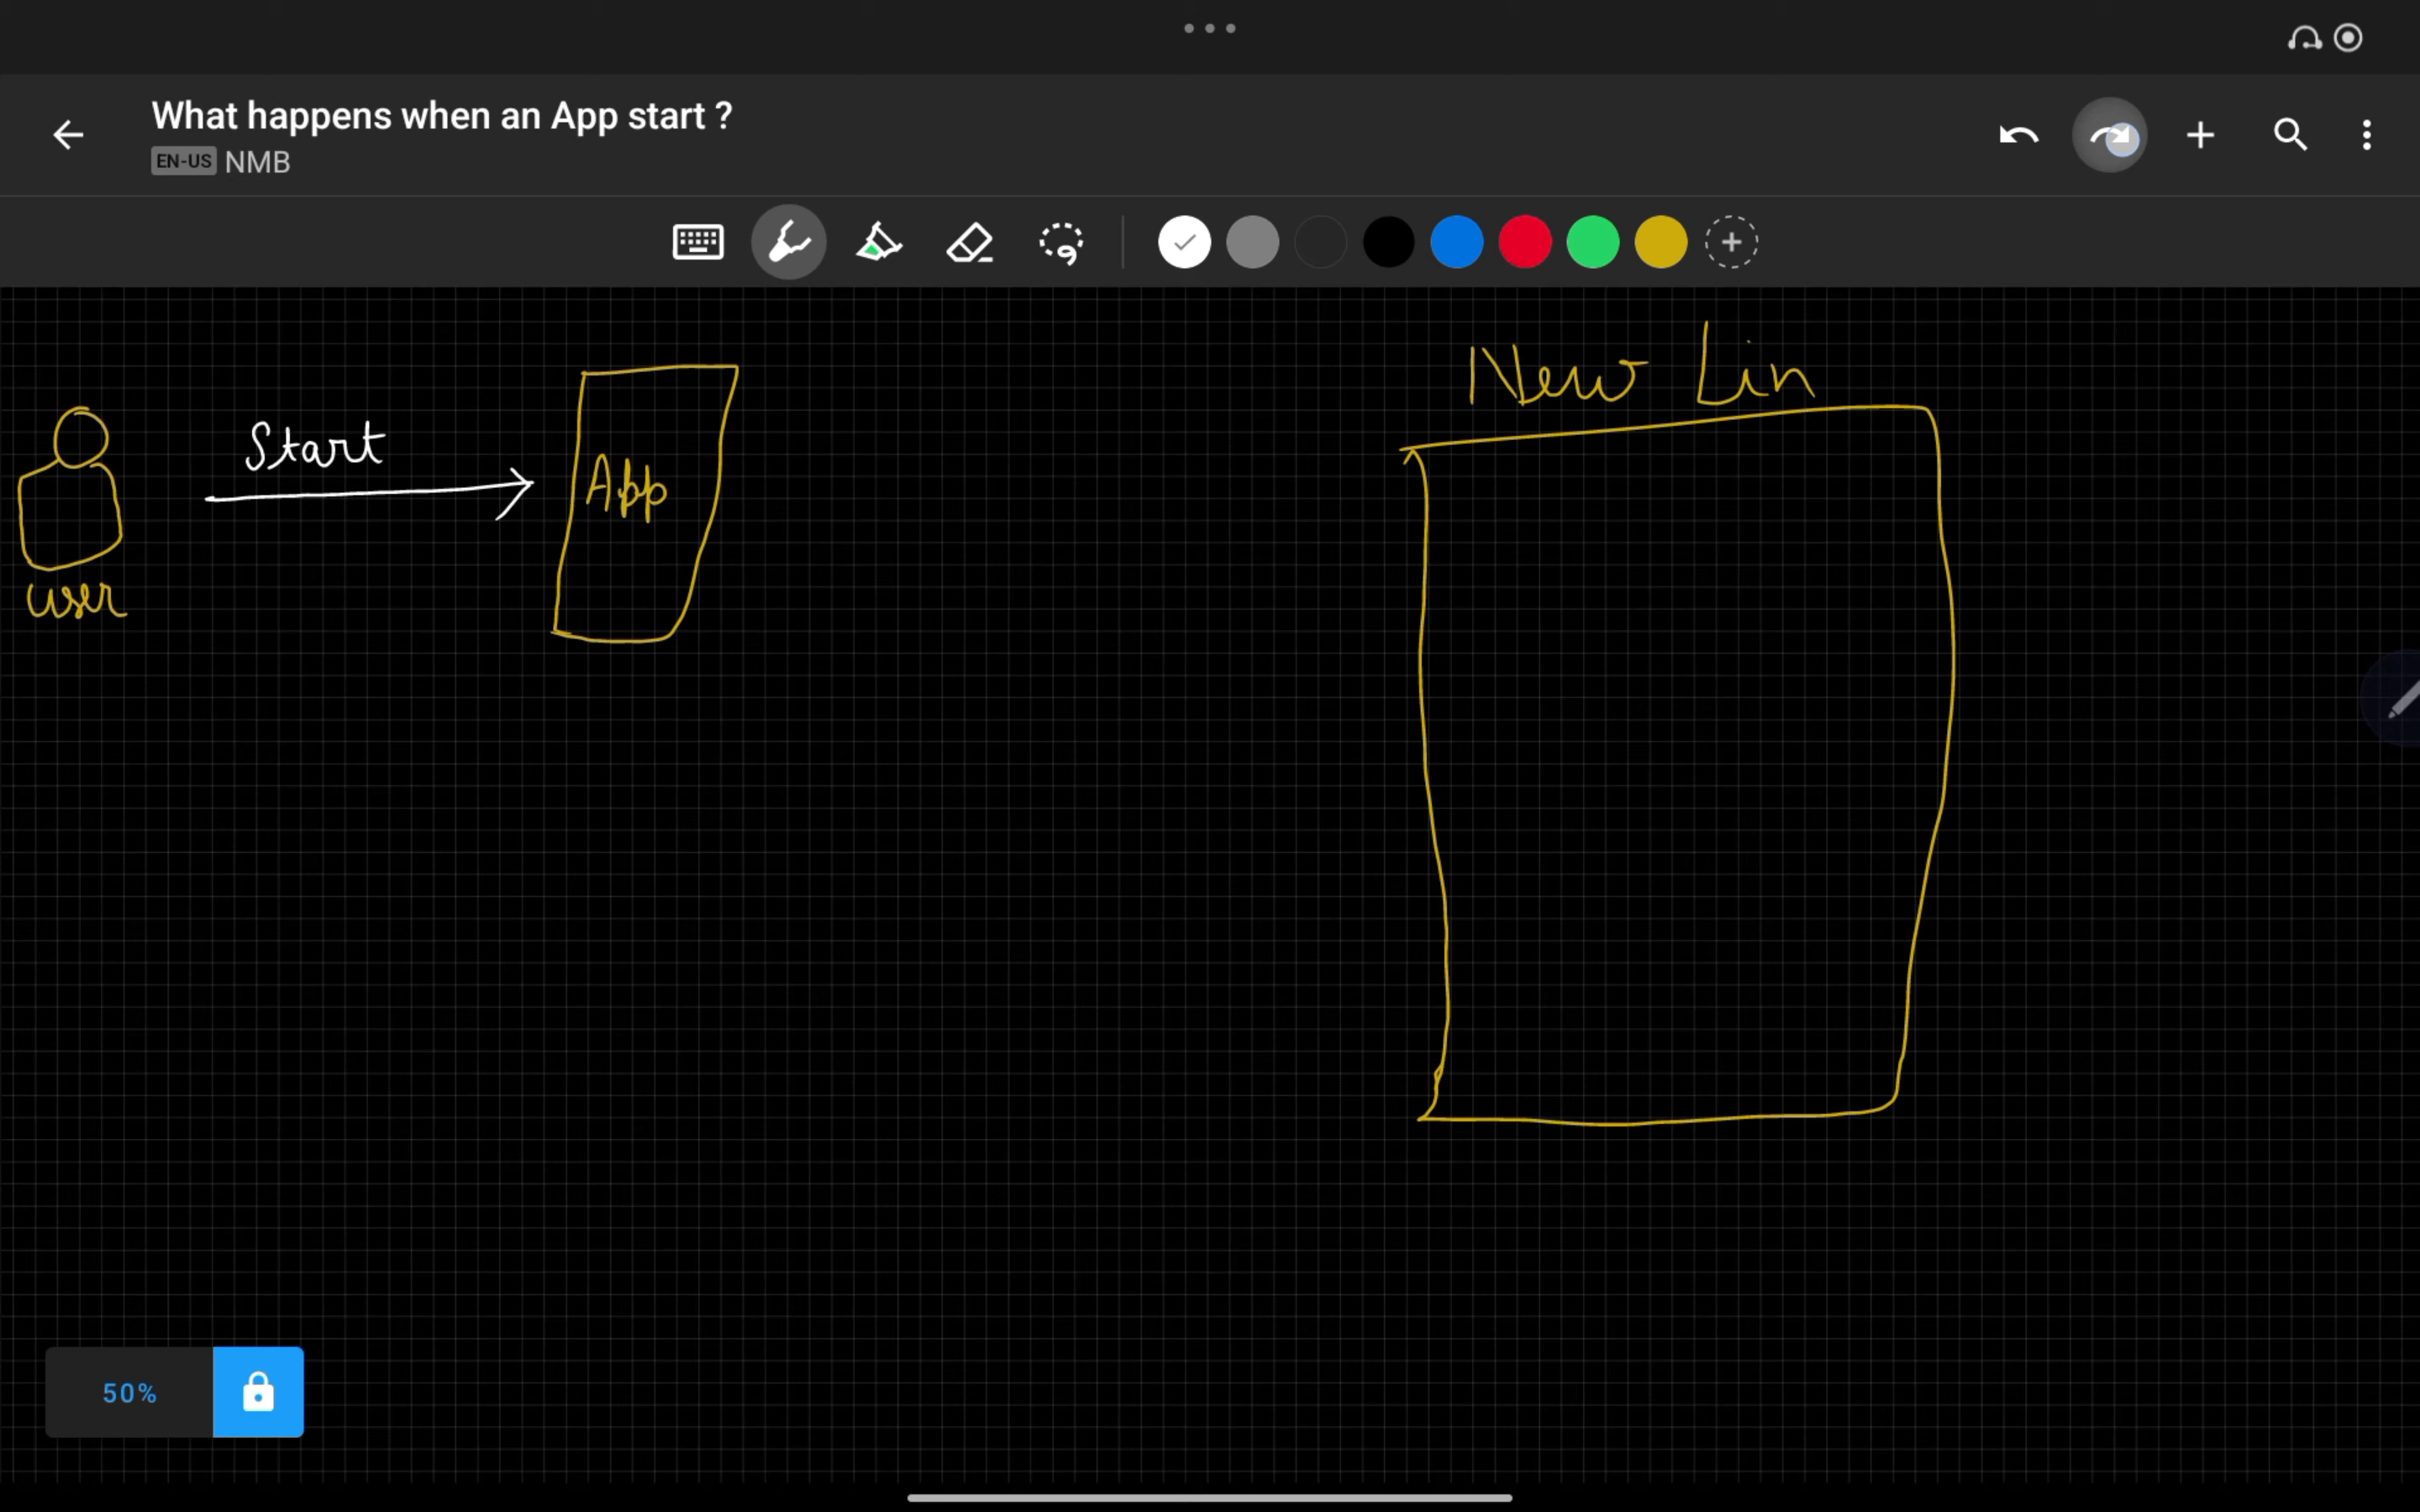 What happens when an App start ?
EN-US NMB
New Lin
Start
App
user
50%